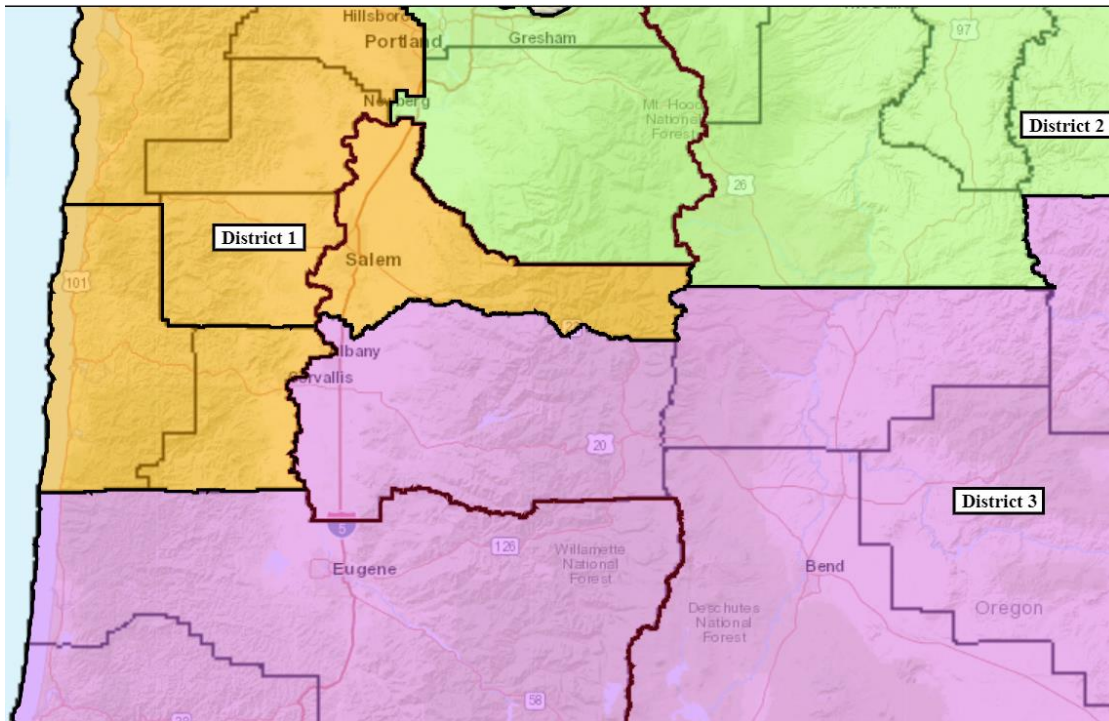 Hillsboro
Portland
Gresham
97
Newberg
Mt. Hood
National
Forest
District 2
26
District 1
Salem
101
Albany
Corvallis
20
District 3
5
126
Willamette
National
Forest
Eugene
Bend
Deschutes
National
Forest
Oregon
58